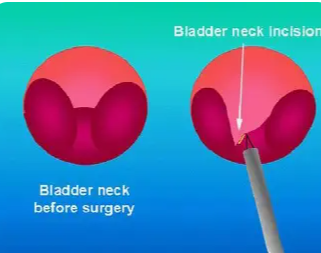 Bladder neck incision
Bladder neck
before surgery